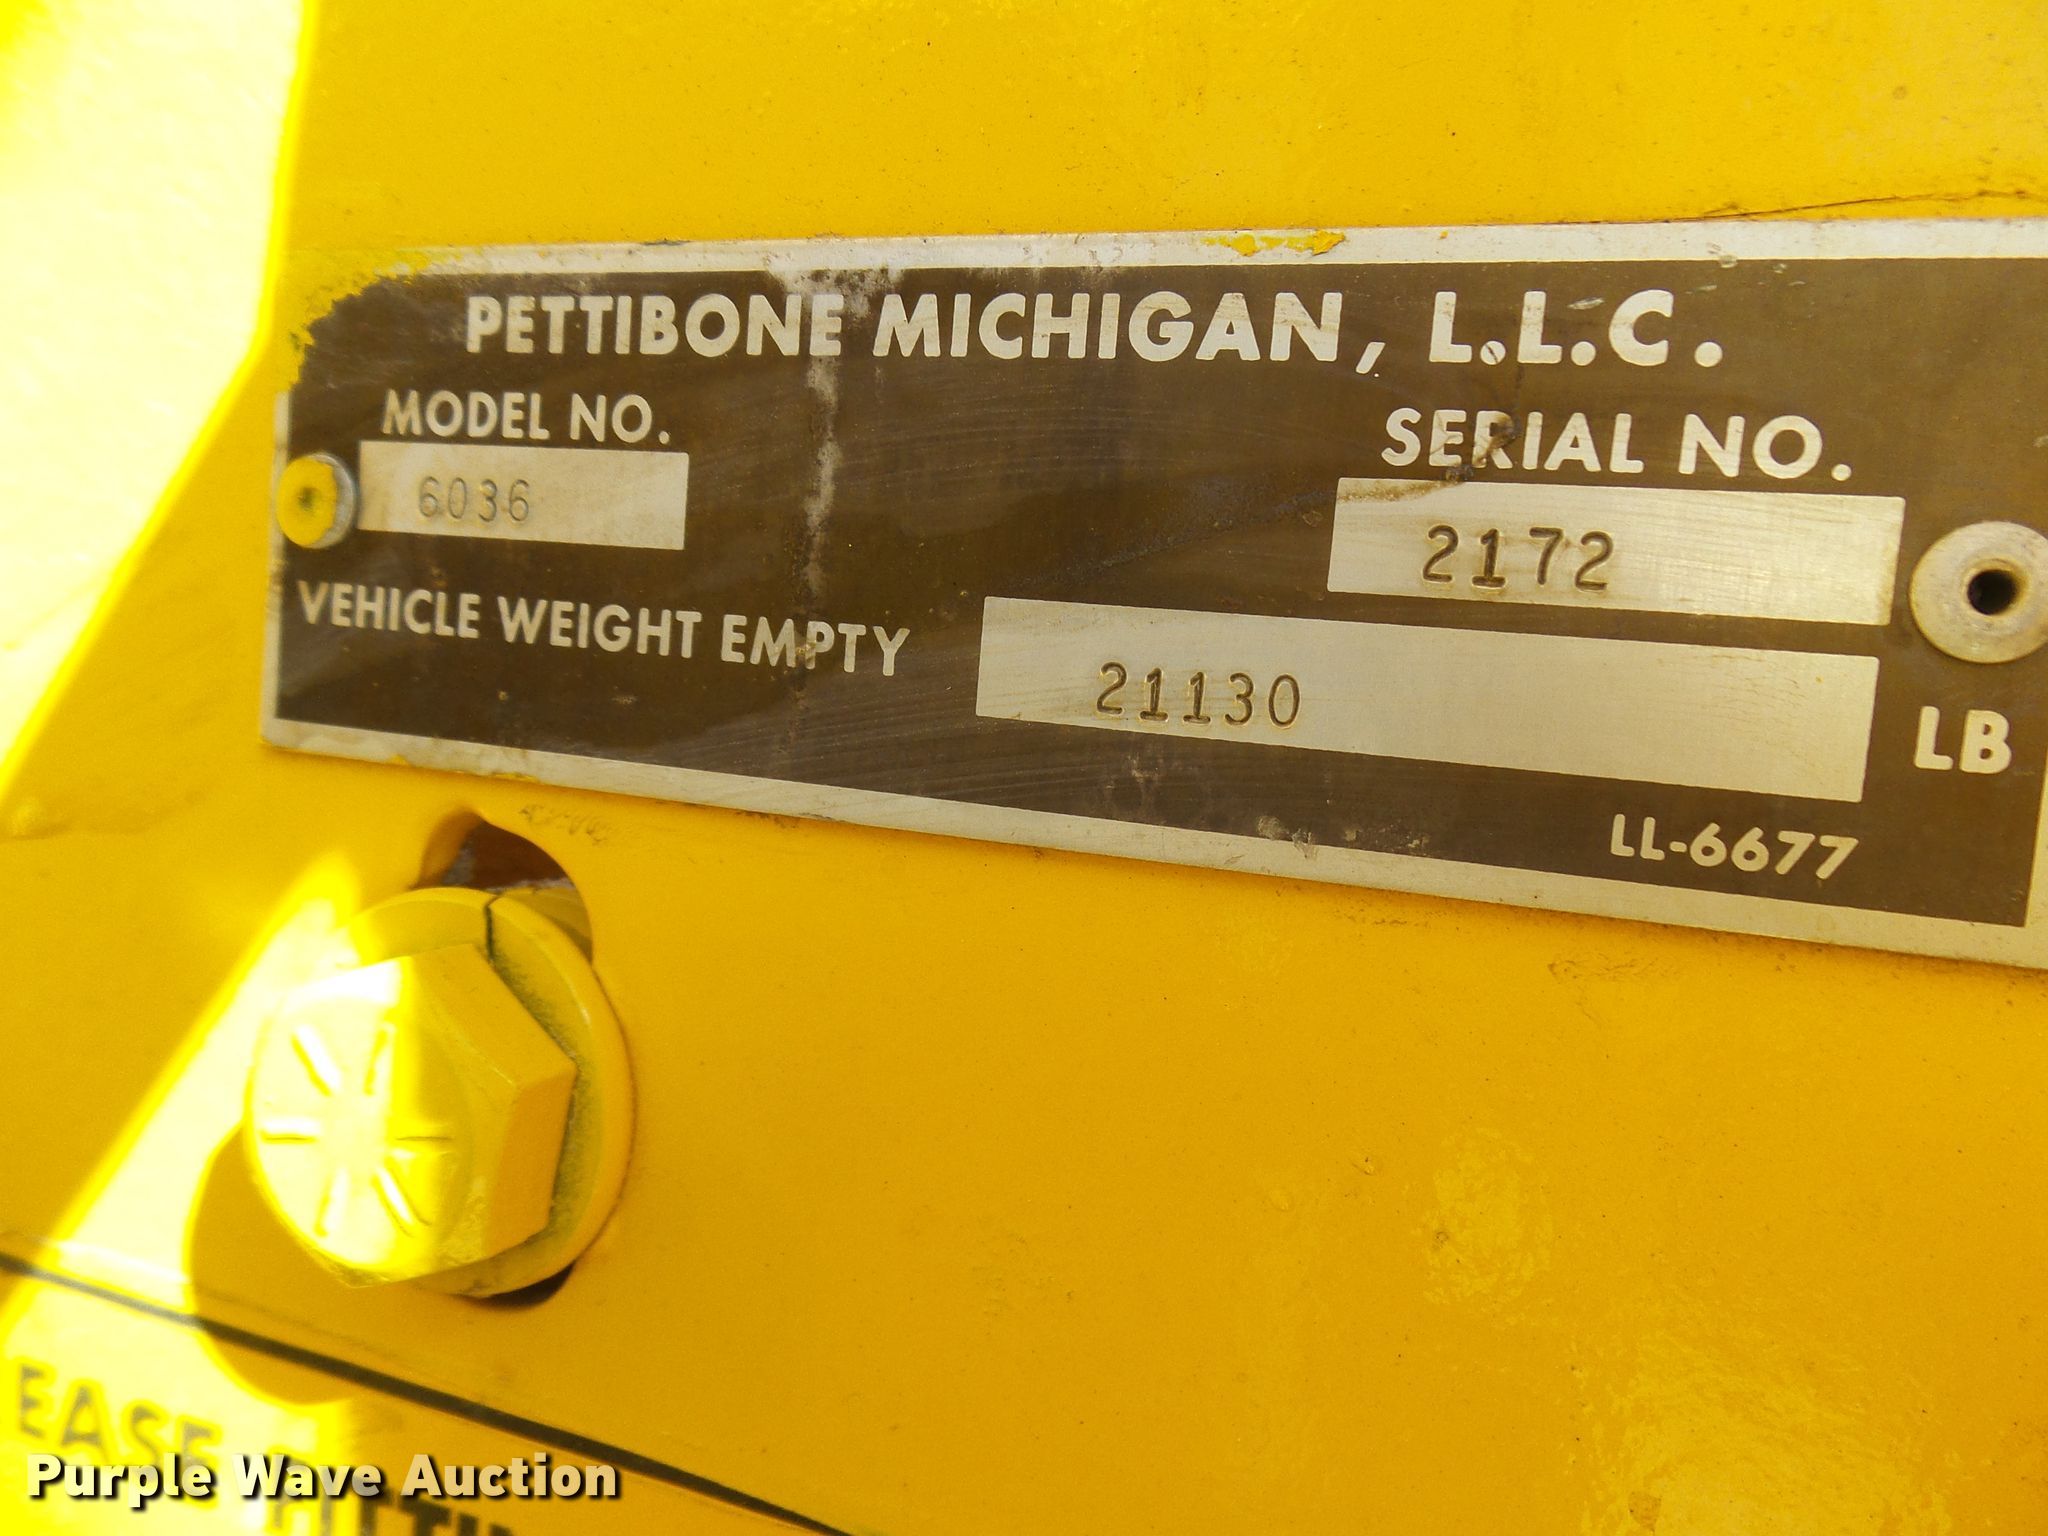 PETTIBONE MICHIGAN, L.L.C.
MODEL NO.
6036
SERIAL NO.
2172
VEHICLE WEIGHT EMPTY
21130
LB
LL-6677
Purple Wave Auction